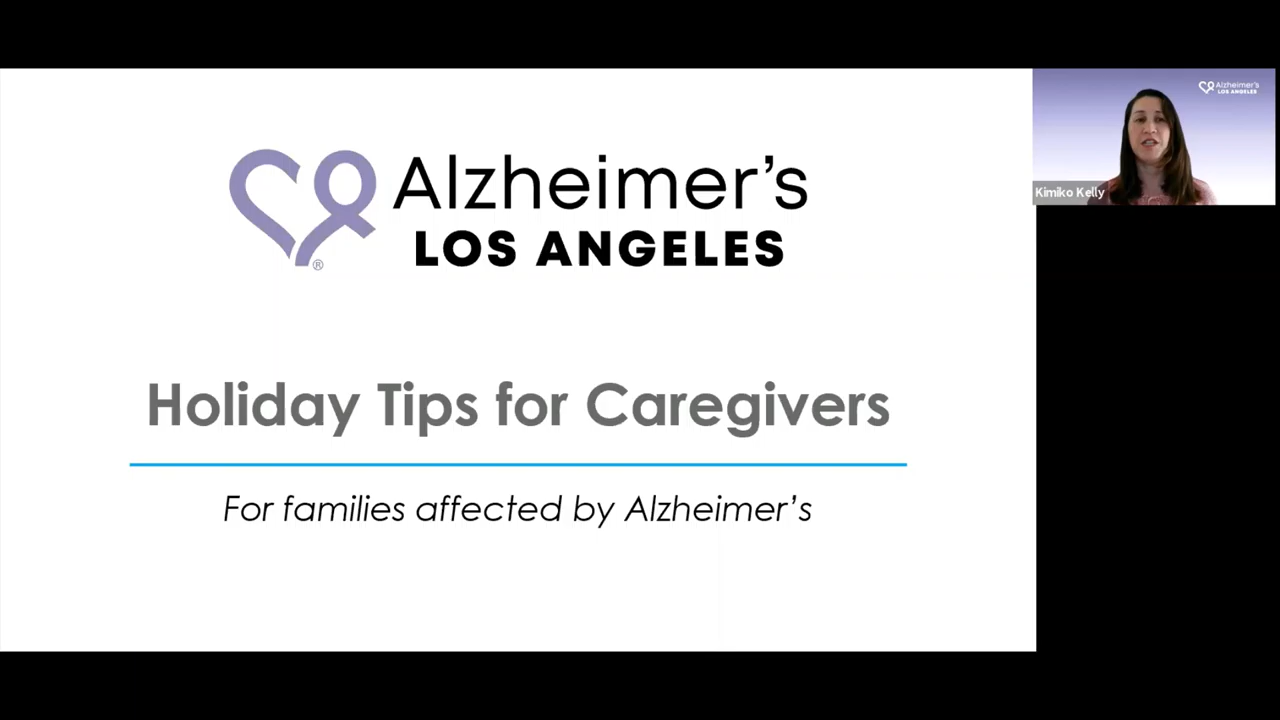 Alzheimer's
LOS ANGELES
®
Holiday Tips for Caregivers
For families affected by Alzheimer's
Alzheimer's
LOS ANGELES
Kimiko Kelly